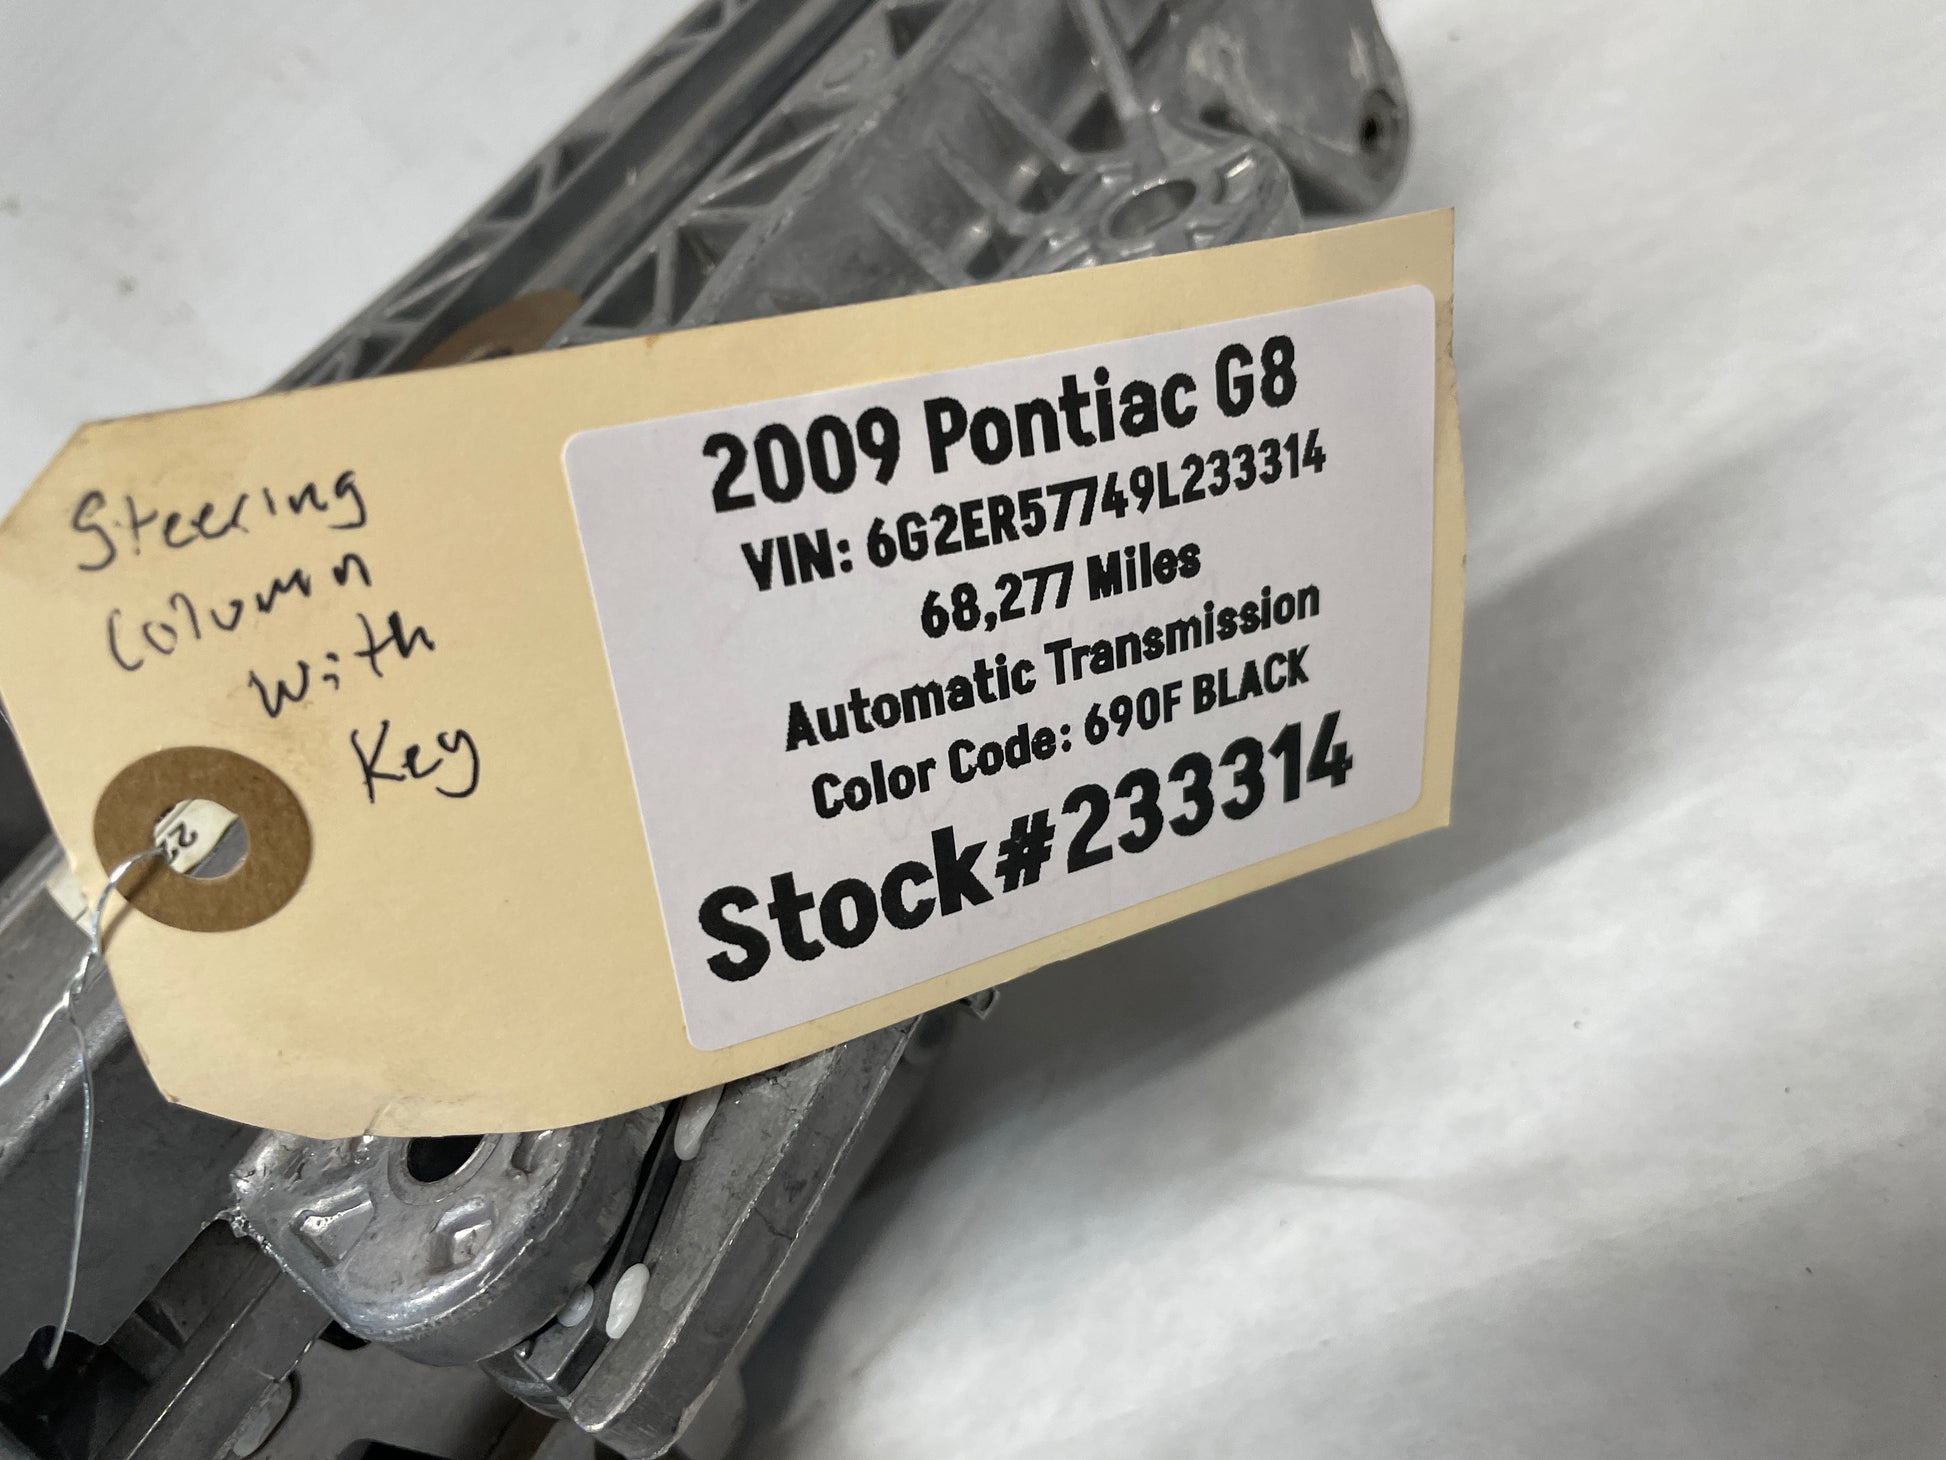 Steering
Column
With
Key
2009 Pontiac G8
VIN: 6G2ER57749L233314
68,277 Miles
Automatic Transmission
Color Code: 690F BLACK
Stock#233314